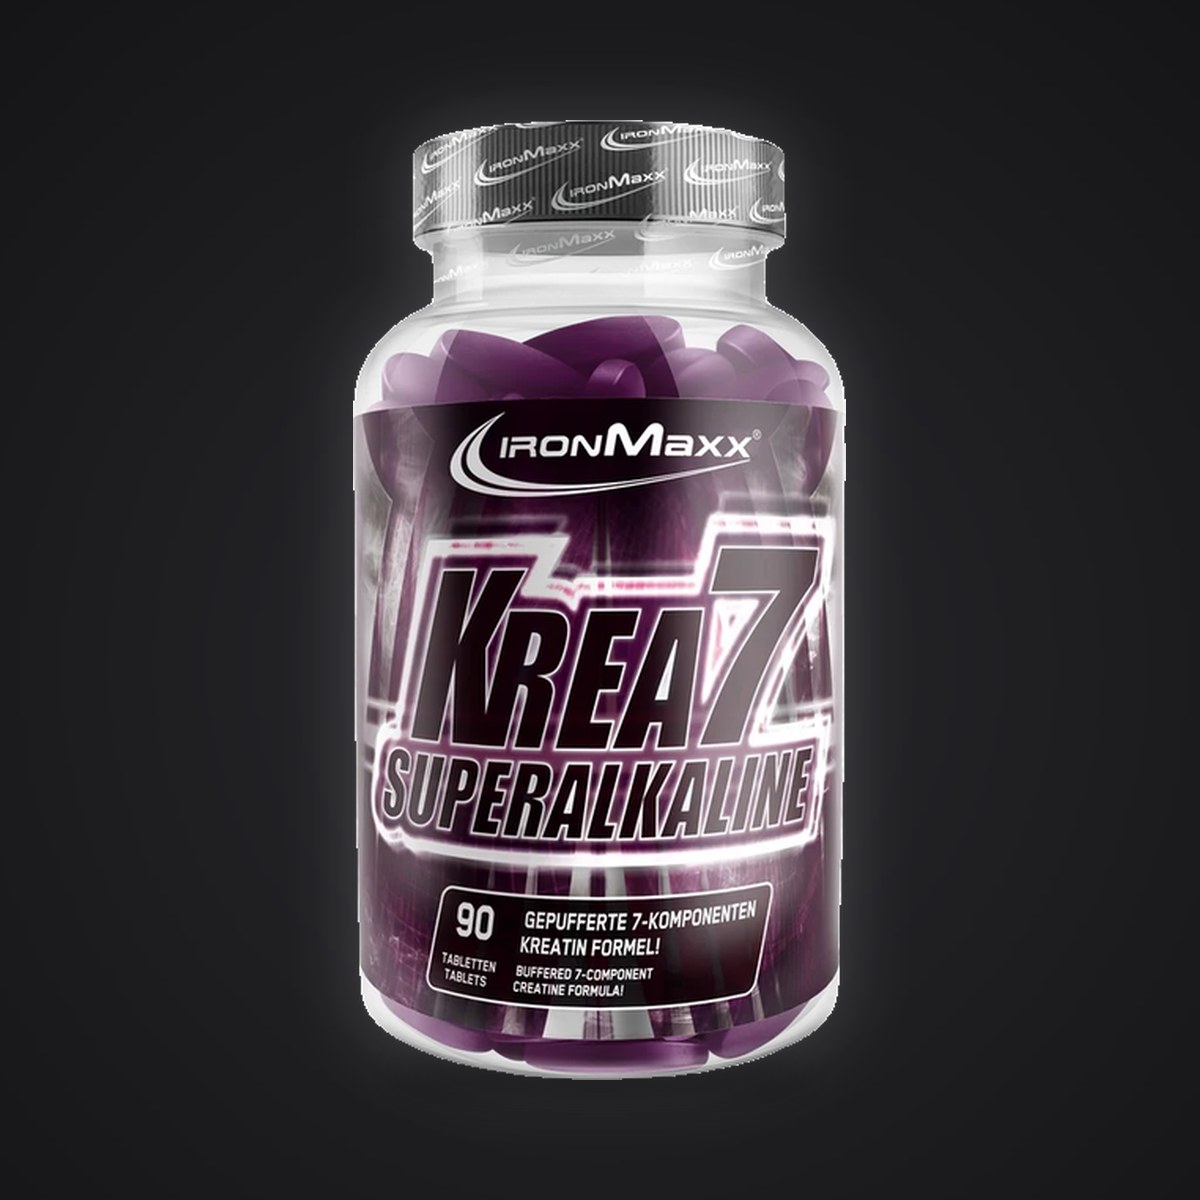 IRONMAXX
IRONMAXX
IRONMAXX
IRONMAXX
IRONMAXX
IRONMAXX
IRONMAXX®
KREA7
SUPERALKALINE
90
TABLETTEN
TABLETS
GEPUFFERTE 7-KOMPONENTEN
KREATIN FORMEL!
BUFFERED 7-COMPONENT
CREATINE FORMULA!